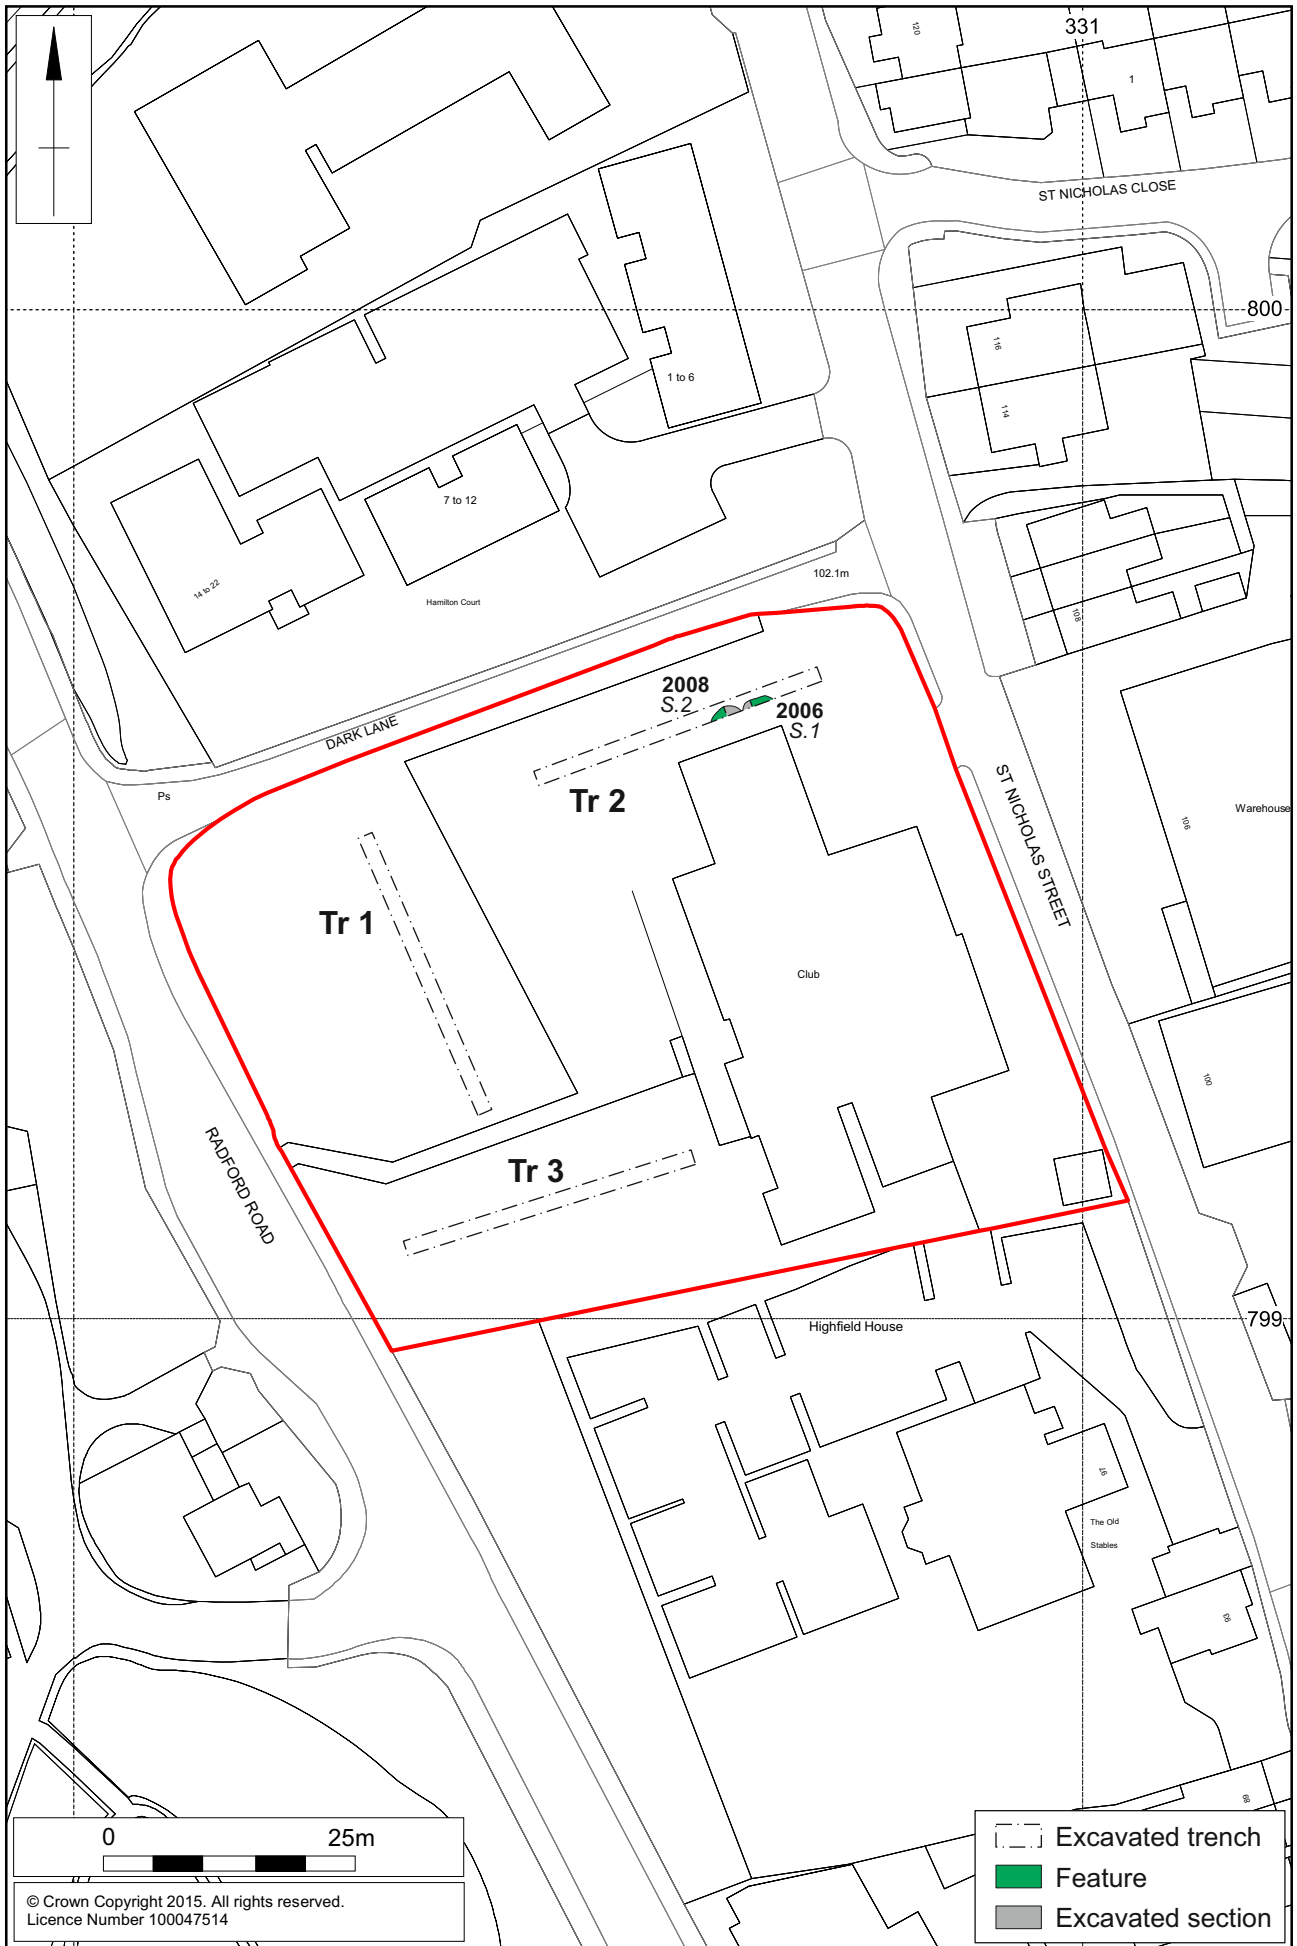 120
331
1
ST NICHOLAS CLOSE
800
116
1 to 6
114
7 to 12
14 to 22
Hamilton Court
102.1m
108
2008
S.2
2006
S.1
DARK LANE
Ps
Tr 2
ST NICHOLAS STREET
Warehouse
106
Tr 1
Club
100
RADFORD ROAD
Tr 3
799
Highfield House
97
The Old
Stables
93
89
0 25m
© Crown Copyright 2015. All rights reserved.
Licence Number 100047514
Excavated trench
Feature
Excavated section